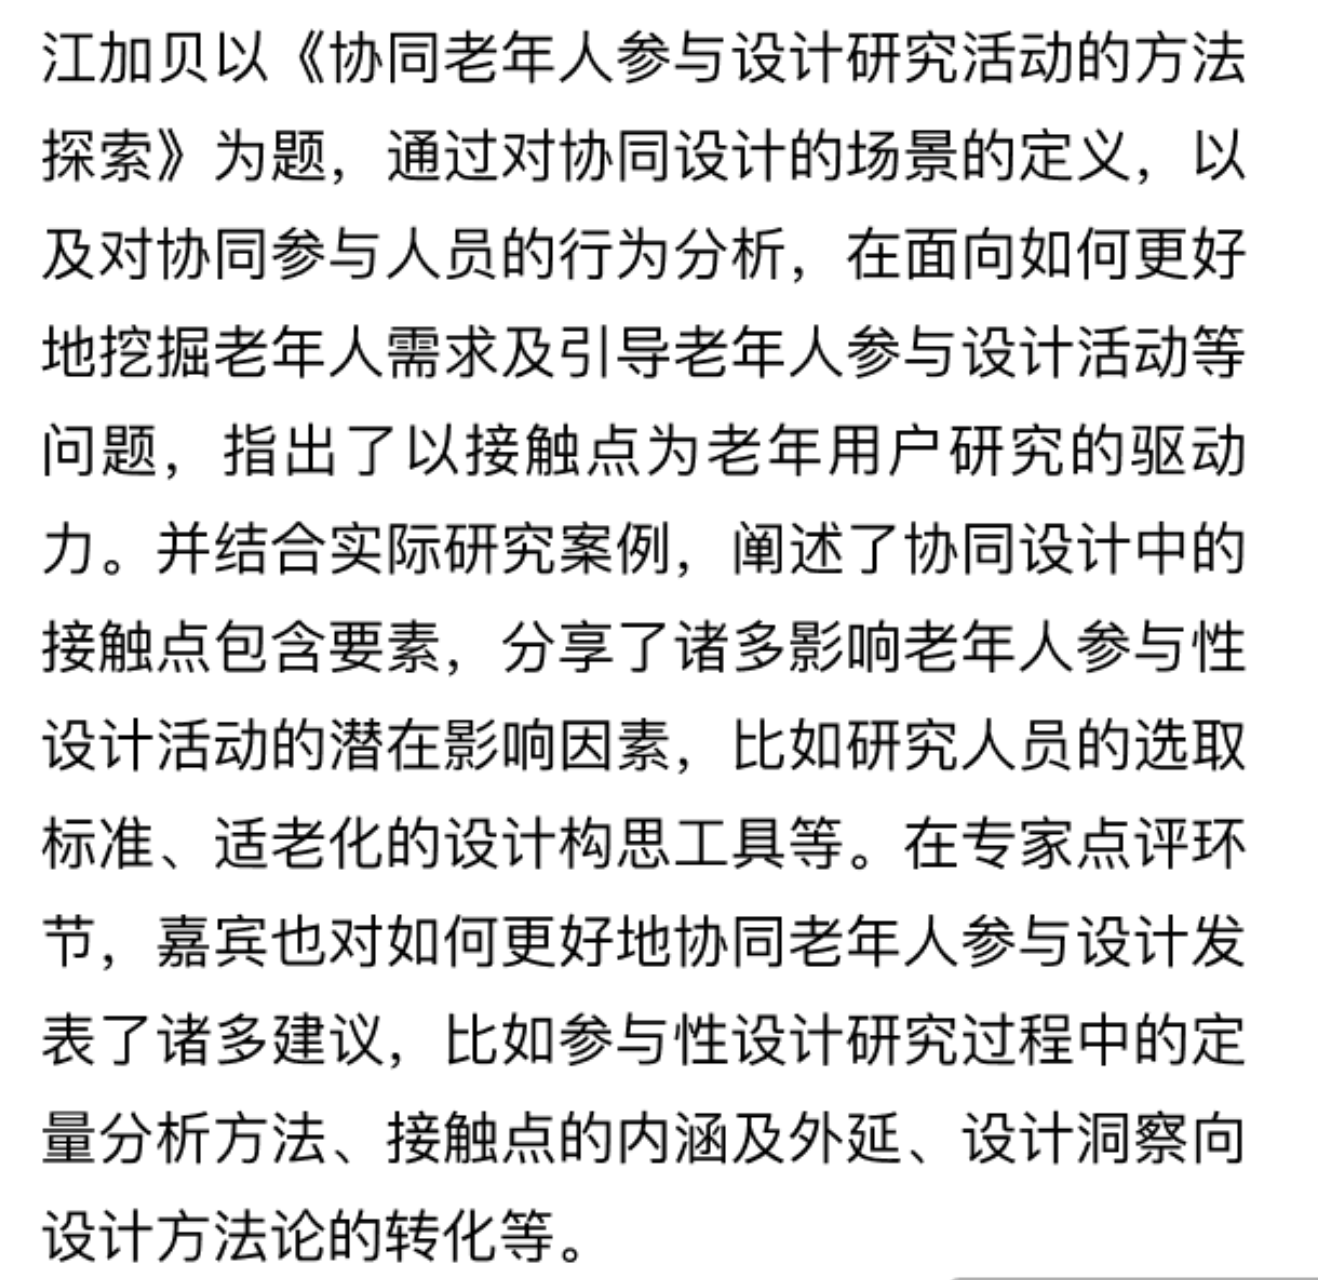 江加贝以《协同老年人参与设计研究活动的方法
探索》为题，通过对协同设计的场景的定义，以
及对协同参与人员的行为分析，在面向如何更好
地挖掘老年人需求及引导老年人参与设计活动等
问题，指出了以接触点为老年用户研究的驱动
力。并结合实际研究案例，阐述了协同设计中的
接触点包含要素，分享了诸多影响老年人参与性
设计活动的潜在影响因素，比如研究人员的选取
标准、适老化的设计构思工具等。在专家点评环
节，嘉宾也对如何更好地协同老年人参与设计发
表了诸多建议，比如参与性设计研究过程中的定
量分析方法、接触点的内涵及外延、设计洞察向
设计方法论的转化等。